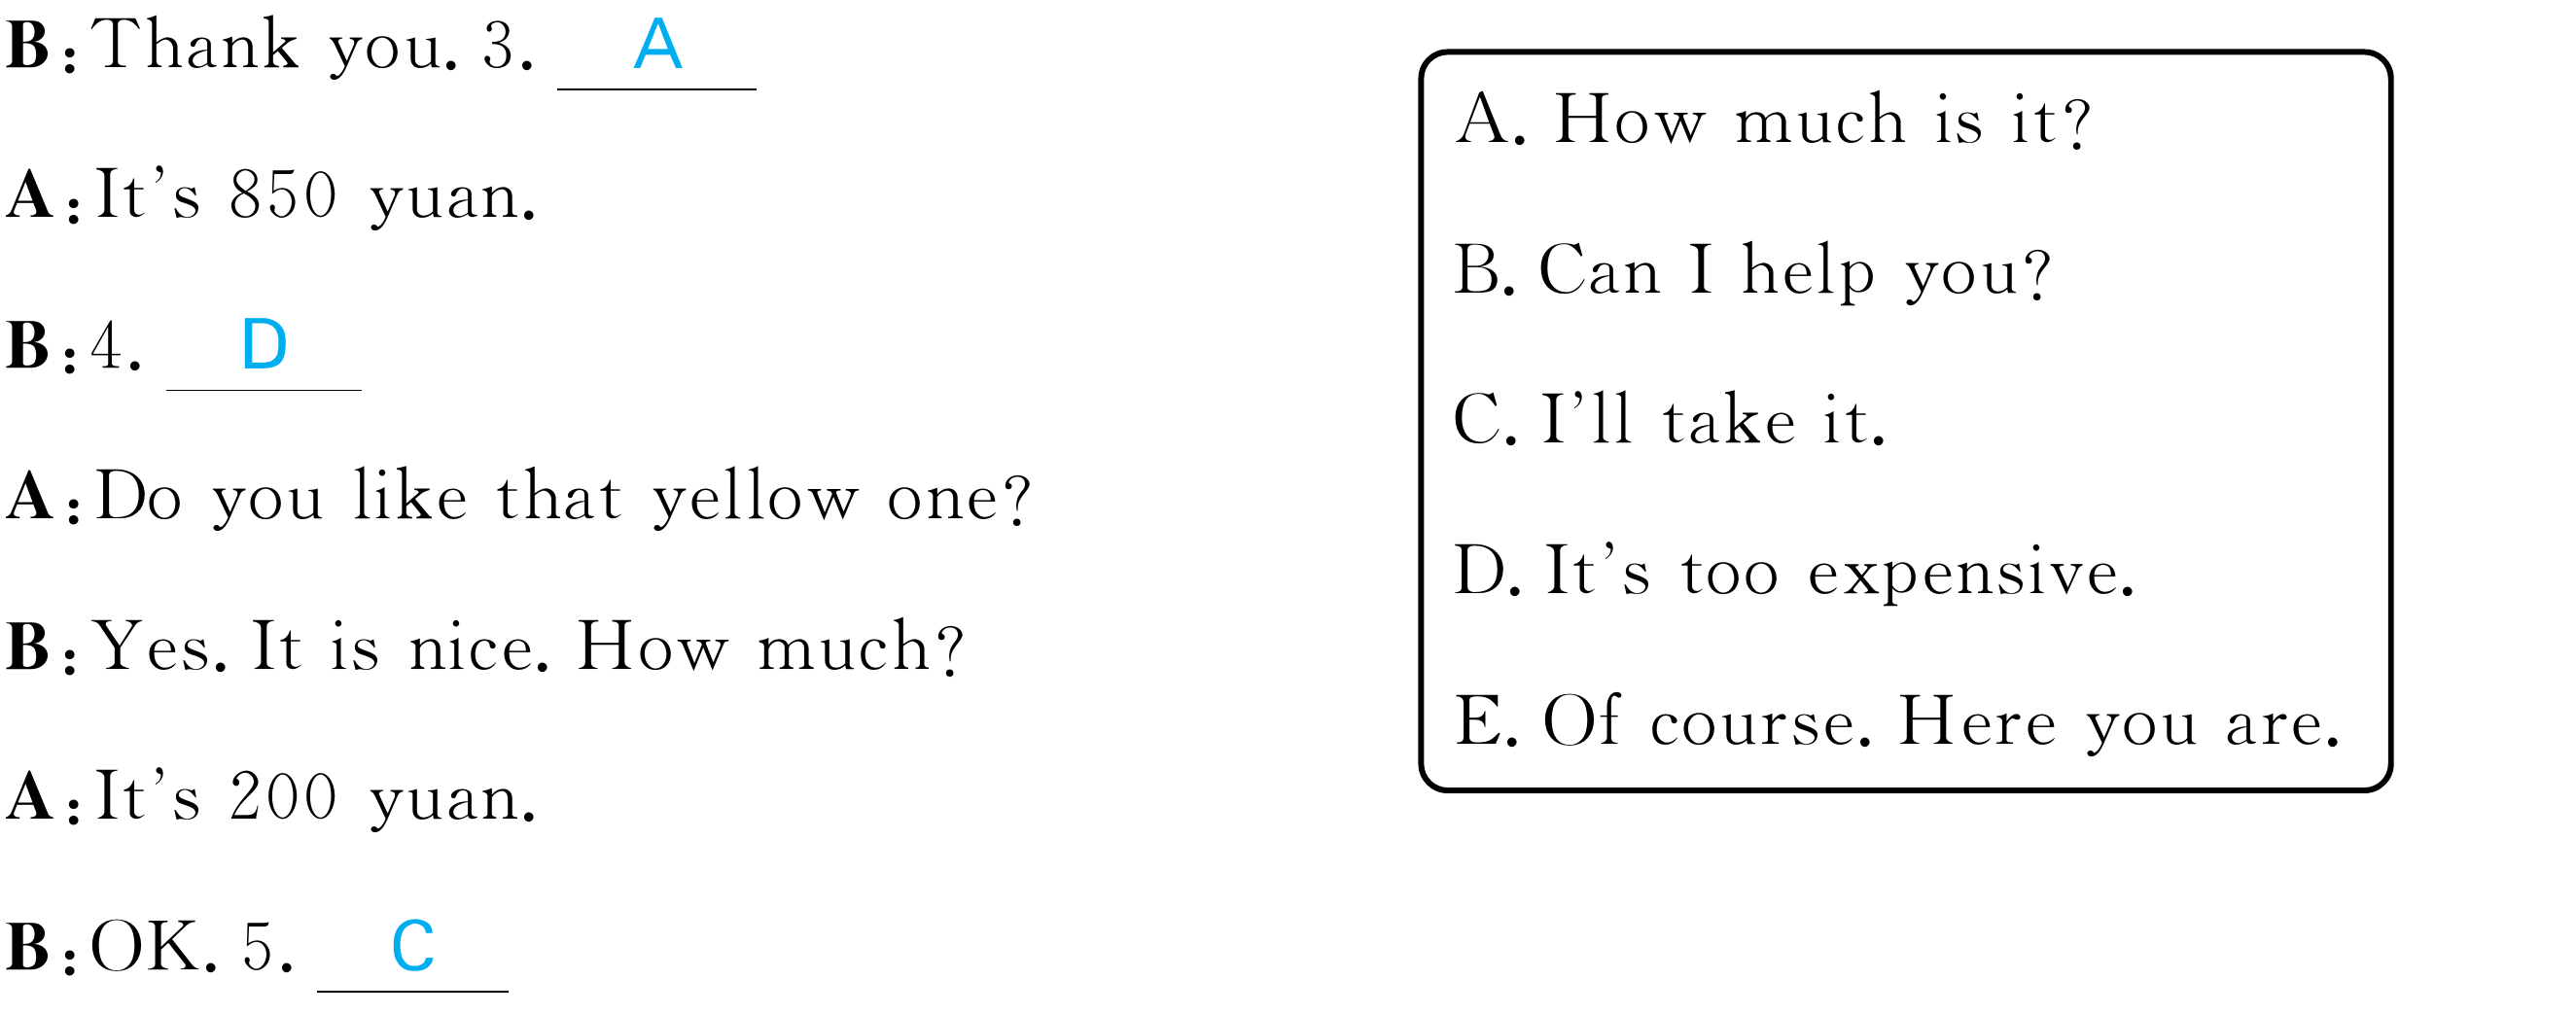 B:Thank you. 3. A
A:It's 850 yuan.
B:4. D
A:Do you like that yellow one?
B:Yes. It is nice. How much?
A:It's 200 yuan.
B:OK. 5. C
A. How much is it?
B. Can I help you?
C. I'll take it.
D. It's too expensive.
E. Of course. Here you are.